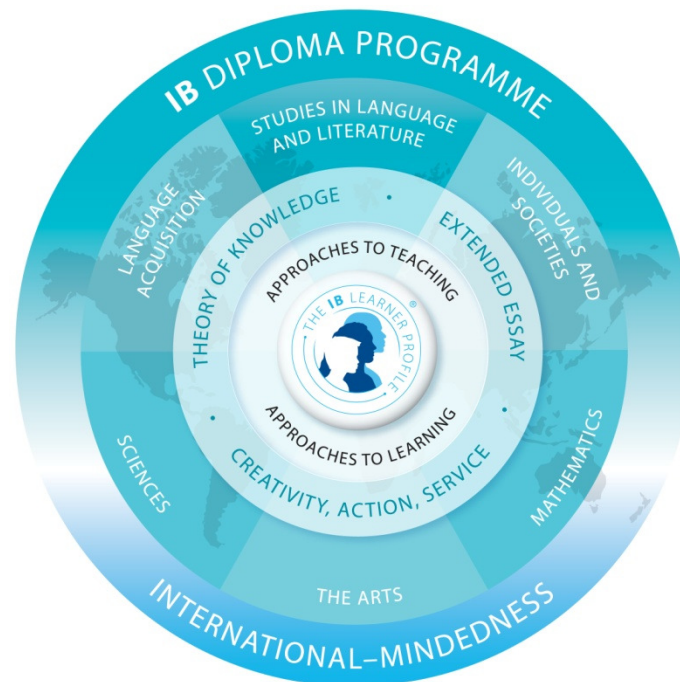 IB DIPLOMA PROGRAMME
STUDIES IN LANGUAGE
AND LITERATURE
LANGUAGE
ACQUISITION
INDIVIDUALS AND
SOCIETIES
THEORY OF KNOWLEDGE
EXTENDED ESSAY
APPROACHES TO TEACHING
THE IB LEARNER PROFILE ®
APPROACHES TO LEARNING
CREATIVITY, ACTION, SERVICE
SCIENCES
MATHEMATICS
THE ARTS
INTERNATIONAL–MINDEDNESS